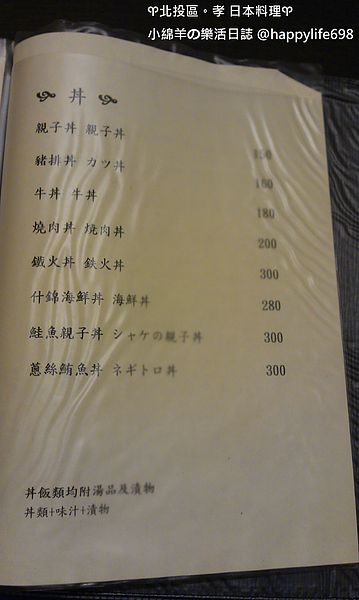 北投區。孝 日本料理
小綿羊の樂活日誌 @happylife698
丼
親子丼 親子丼 150
豬排丼 カツ丼 160
牛丼 牛丼 180
燒肉丼 焼肉丼 200
鐵火丼 鉄火丼 300
什錦海鮮丼 海鮮丼 280
鮭魚親子丼 シャケの親子丼 300
蔥絲鮪魚丼 ネギトロ丼 300
丼飯類均附湯品及漬物
丼類+味汁+漬物